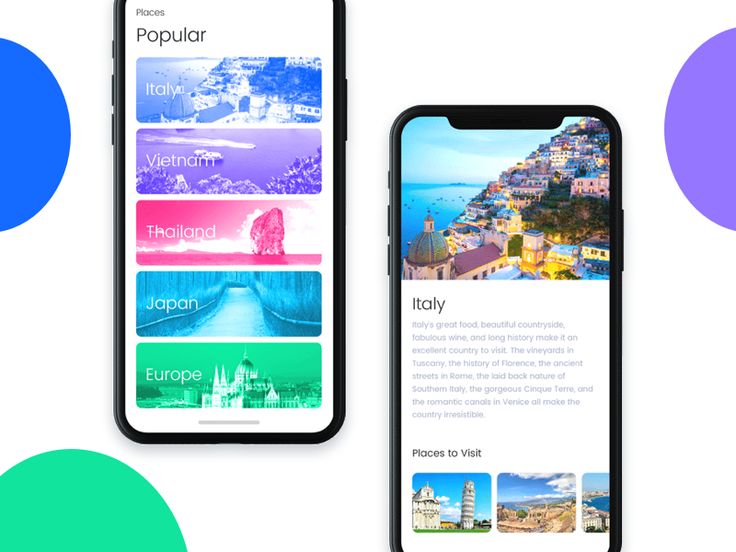 Places
Popular
Italy
Vietnam
Thailand
Japan
Europe
Italy
Italy's great food, beautiful countryside,
fabulous wine, and long history make it an
excellent country to visit. The vineyards in
Tuscany, the history of Florence, the ancient
streets in Rome, the laid back nature of
Southern Italy, the gorgeous Cinque Terre, and
the romantic canals in Venice all make the
country irresistible.
Places to Visit